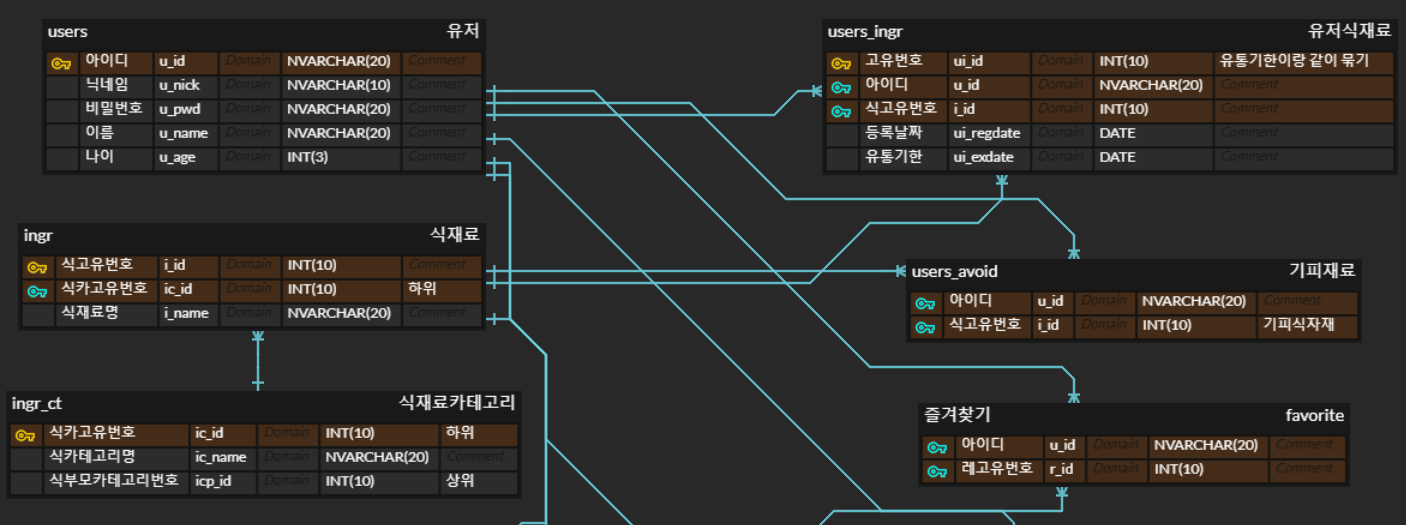 users 유저
아이디 u_id Domain NVARCHAR(20) Comment
닉네임 u_nick Domain NVARCHAR(10) Comment
비밀번호 u_pwd Domain NVARCHAR(20) Comment
이름 u_name Domain NVARCHAR(20) Comment
나이 u_age Domain INT(3) Comment
users_ingr 유저식재료
고유번호 ui_id Domain INT(10) 유통기한이랑 같이 묶기
아이디 u_id Domain NVARCHAR(20) Comment
식고유번호 i_id Domain INT(10) Comment
등록날짜 ui_regdate Domain DATE Comment
유통기한 ui_exdate Domain DATE Comment
ingr 식재료
식고유번호 i_id Domain INT(10) Comment
식카고유번호 ic_id Domain INT(10) 하위
식재료명 i_name Domain NVARCHAR(20) Comment
users_avoid 기피재료
아이디 u_id Domain NVARCHAR(20) Comment
식고유번호 i_id Domain INT(10) 기피식자재
ingr_ct 식재료카테고리
식카고유번호 ic_id Domain INT(10) 하위
식카테고리명 ic_name Domain NVARCHAR(20) Comment
식부모카테고리번호 icp_id Domain INT(10) 상위
즐겨찾기 favorite
아이디 u_id Domain NVARCHAR(20) Comment
레고유번호 r_id Domain INT(10) Comment